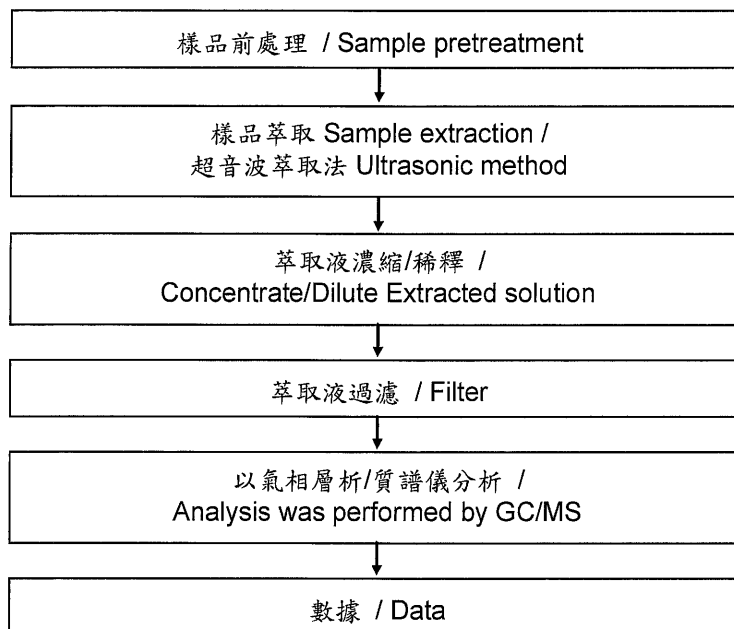 樣品前處理 / Sample pretreatment
樣品萃取 Sample extraction /
超音波萃取法 Ultrasonic method
萃取液濃縮/稀釋 /
Concentrate/Dilute Extracted solution
萃取液過濾 / Filter
以氣相層析/質譜儀分析 /
Analysis was performed by GC/MS
數據 / Data